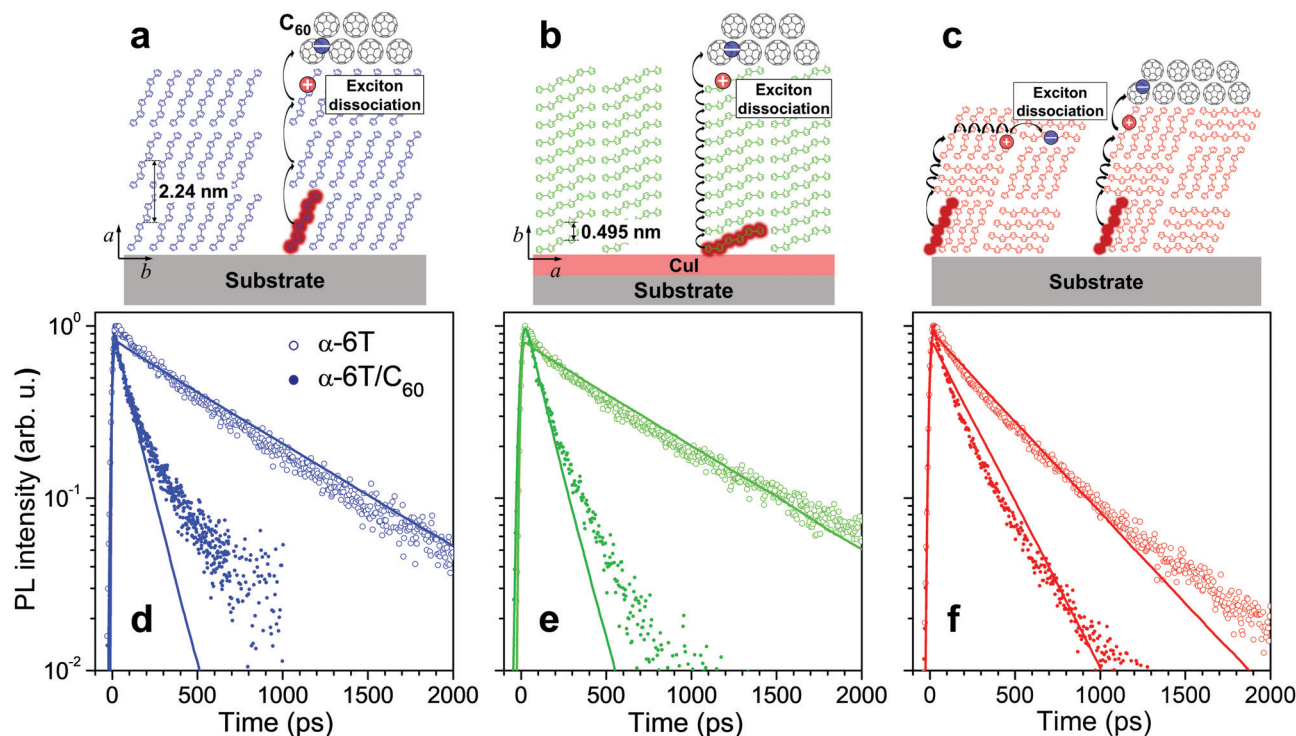 a
C₆₀
Exciton
dissociation
2.24 nm
a
b
Substrate
b
Exciton
dissociation
0.495 nm
b
a
CuI
Substrate
c
Exciton
dissociation
Substrate
PL intensity (arb. u.)
10⁰
10⁻¹
10⁻²
α-6T
α-6T/C₆₀
d
0 500 1000 1500 2000
Time (ps)
e
0 500 1000 1500 2000
Time (ps)
f
0 500 1000 1500 2000
Time (ps)